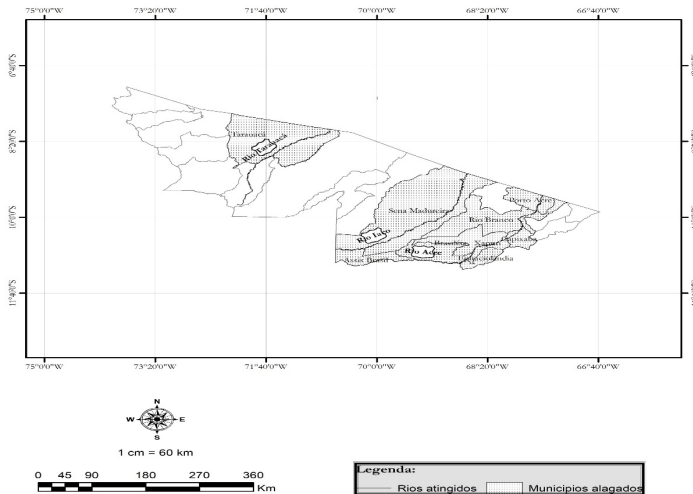 75°0'0"W 73°20'0"W 71°40'0"W 70°0'0"W 68°20'0"W 66°40'0"W
6°40'0"S
8°20'0"S
10°0'0"S
11°40'0"S
Tarauacá
Rio Tarauacá
Sena Madureira
Porto Acre
Rio Branco
Rio Iaco
Xapuri
Capixaba
Rio Acre
Assis Brasil
Epitaciolândia
75°0'0"W 73°20'0"W 71°40'0"W 70°0'0"W 68°20'0"W 66°40'0"W
N
W E
S
1 cm = 60 km
0 45 90 180 270 360
Km
Legenda:
Rios atingidos Municipios alagados